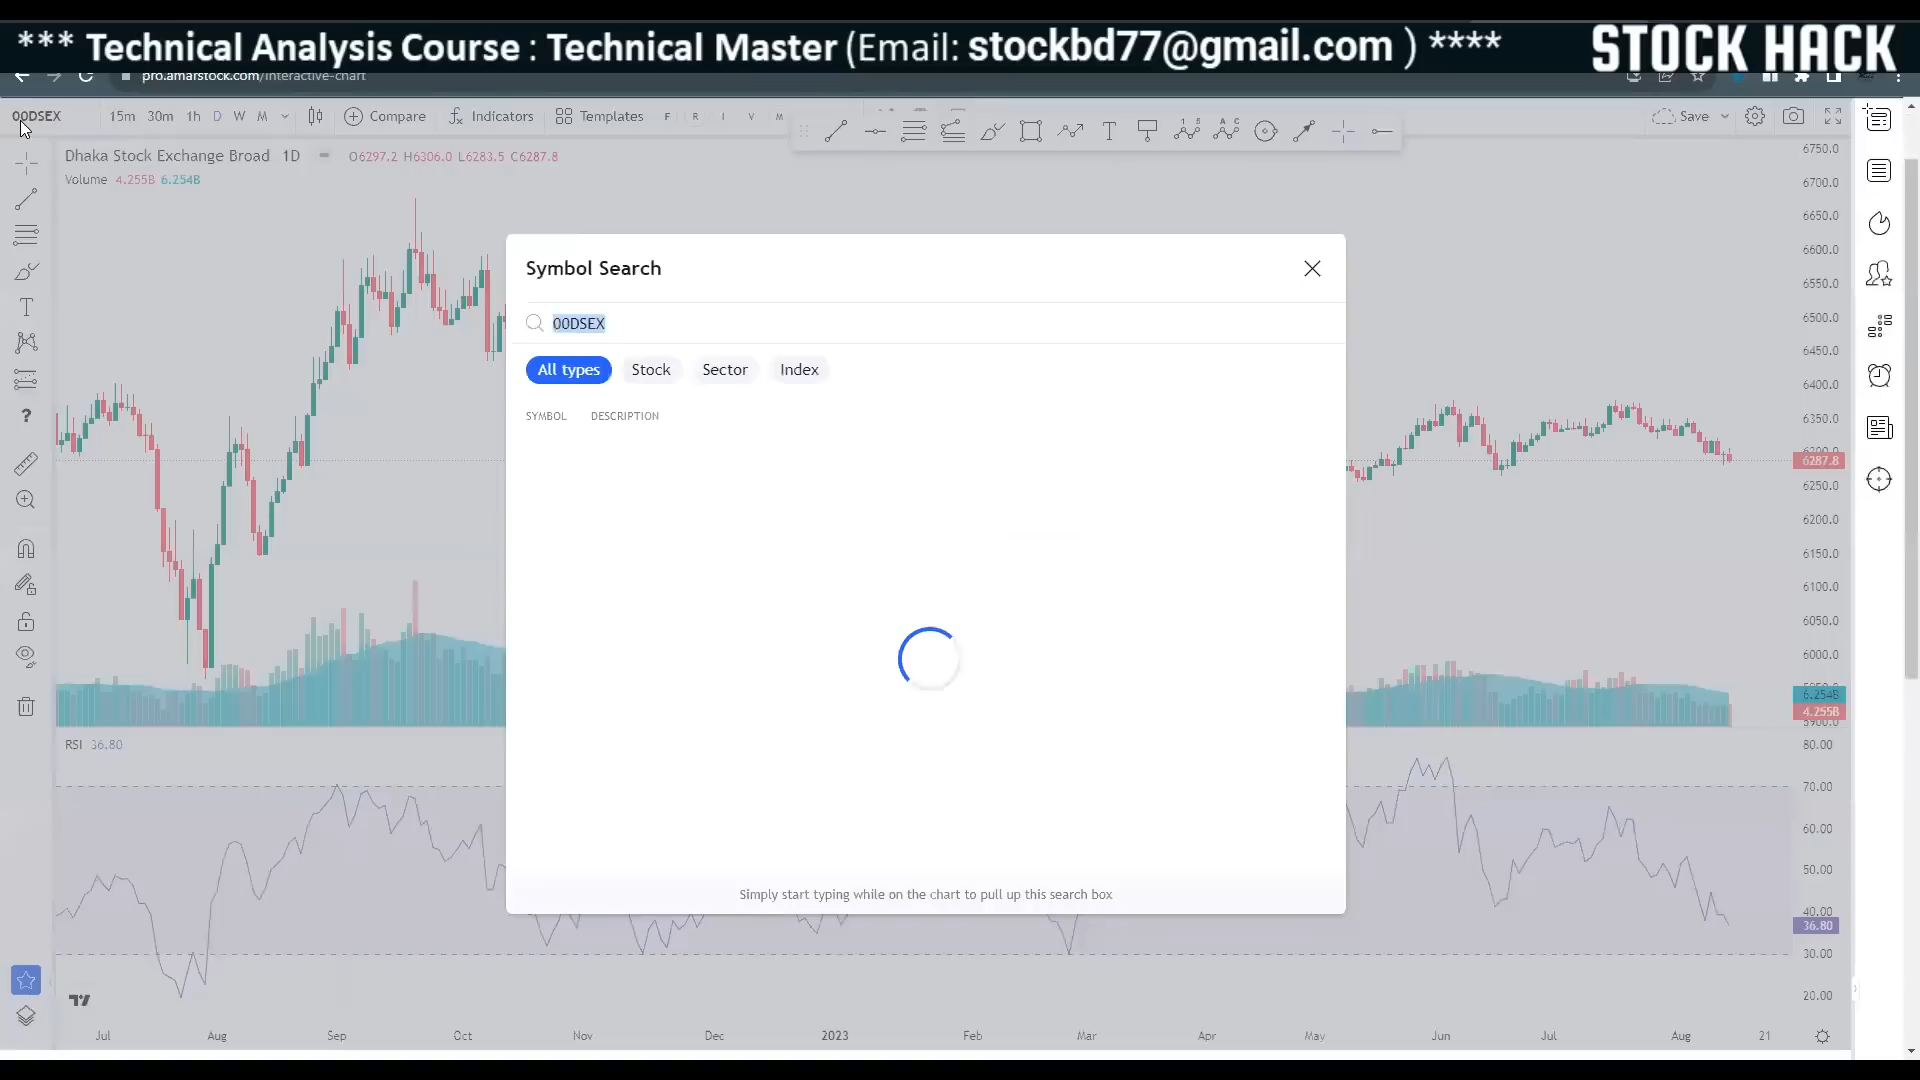 *** Technical Analysis Course : Technical Master (Email: stockbd77@gmail.com ) ****
STOCK HACK
pro.amarstock.com/interactive-chart
00DSEX 15m 30m 1h D W M Compare Indicators Templates F R I V M Save
Dhaka Stock Exchange Broad 1D O6297.2 H6306.0 L6283.5 C6287.8
Volume 4.255B 6.254B
Symbol Search
00DSEX
All types Stock Sector Index
SYMBOL DESCRIPTION
Simply start typing while on the chart to pull up this search box
6750.0
6700.0
6650.0
6600.0
6550.0
6500.0
6450.0
6400.0
6350.0
6287.8
6250.0
6200.0
6150.0
6100.0
6050.0
6000.0
6.254B
4.255B
RSI 36.80
80.00
70.00
60.00
50.00
40.00
36.80
30.00
20.00
Jul Aug Sep Oct Nov Dec 2023 Feb Mar Apr May Jun Jul Aug 21